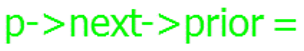 p->next->prior =